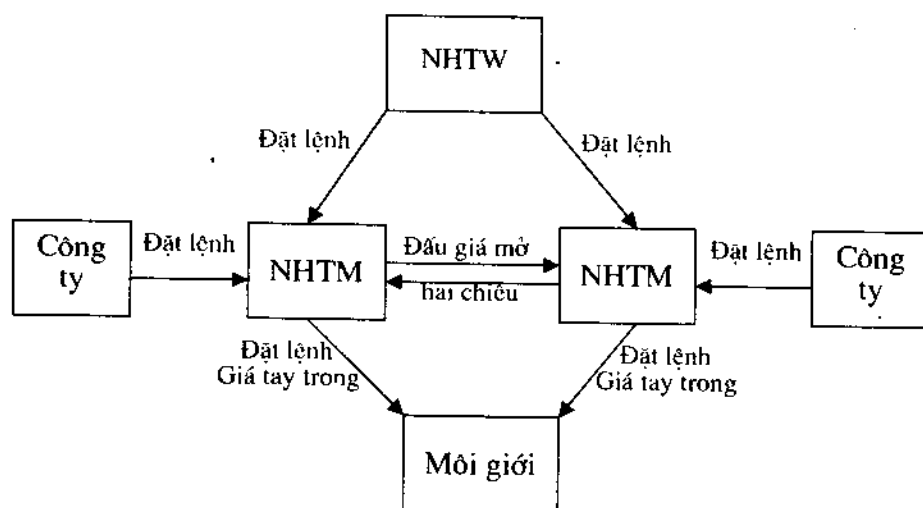 NHTW
Đặt lệnh
Đặt lệnh
Công
ty
Đặt lệnh
NHTM
Đấu giá mở
hai chiều
NHTM
Đặt lệnh
Công
ty
Đặt lệnh
Giá tay trong
Đặt lệnh
Giá tay trong
Môi giới